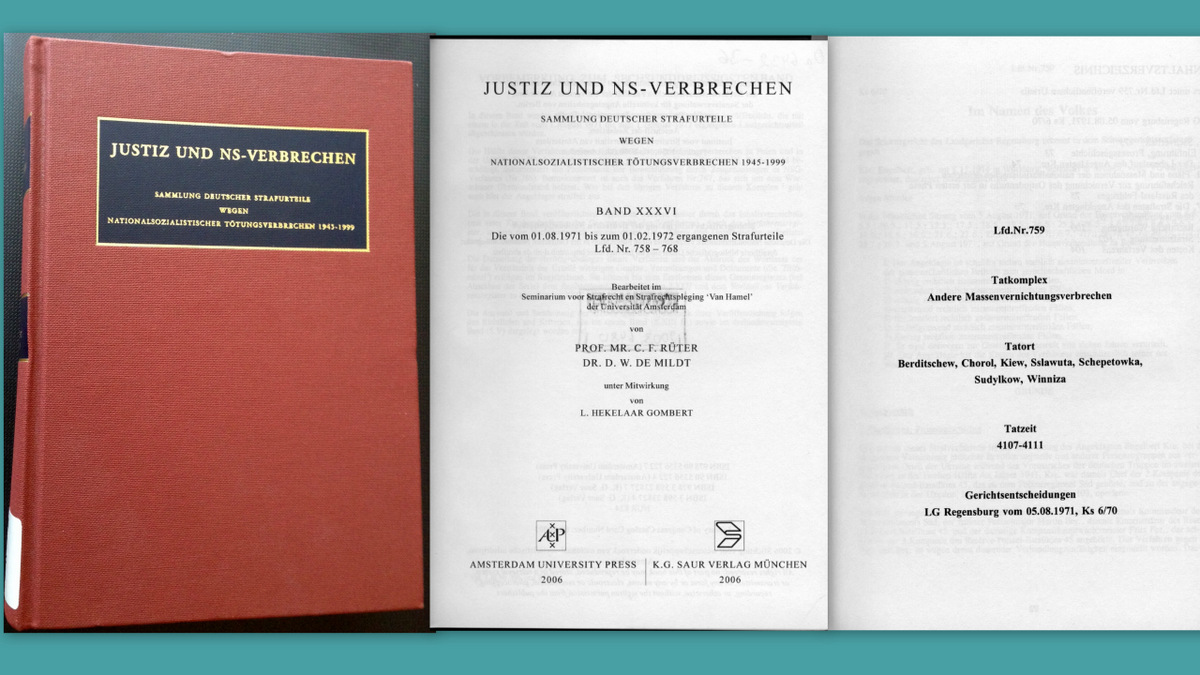 JUSTIZ UND NS-VERBRECHEN
SAMMLUNG DEUTSCHER STRAFURTEILE
WEGEN
NATIONALSOZIALISTISCHER TÖTUNGSVERBRECHEN 1945-1999
JUSTIZ UND NS-VERBRECHEN
SAMMLUNG DEUTSCHER STRAFURTEILE
WEGEN
NATIONALSOZIALISTISCHER TÖTUNGSVERBRECHEN 1945-1999
BAND XXXVI
Die vom 01.08.1971 bis zum 01.02.1972 ergangenen Strafurteile
Lfd. Nr. 758 – 768
Bearbeitet im
Seminarium voor Strafrecht en Strafrechtspleging ‘Van Hamel’
der Universität Amsterdam
von
PROF. MR. C. F. RÜTER
DR. D. W. DE MILDT
unter Mitwirkung
von
L. HEKELAAR GOMBERT
AUP
AMSTERDAM UNIVERSITY PRESS
2006
K.G. SAUR VERLAG MÜNCHEN
2006
Lfd.Nr.759
Tatkomplex
Andere Massenvernichtungsverbrechen
Tatort
Berditschew, Chorol, Kiew, Sslawuta, Schepetowka,
Sudylkow, Winniza
Tatzeit
4107-4111
Gerichtsentscheidungen
LG Regensburg vom 05.08.1971, Ks 6/70